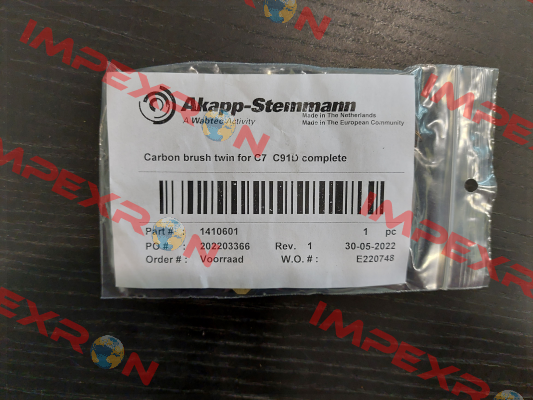 Akapp-Stemmann
A Wabtec Activity
Made in The Netherlands
Made in The European Community
Carbon brush twin for C7 C91D complete
Part # : 1410601 1 pc
PO # : 202203366 Rev. 1 30-05-2022
Order # : Voorraad W.O. # : E220748
IMPEXRON
IMPEXRON
IMPEXRON
IMPEXRON